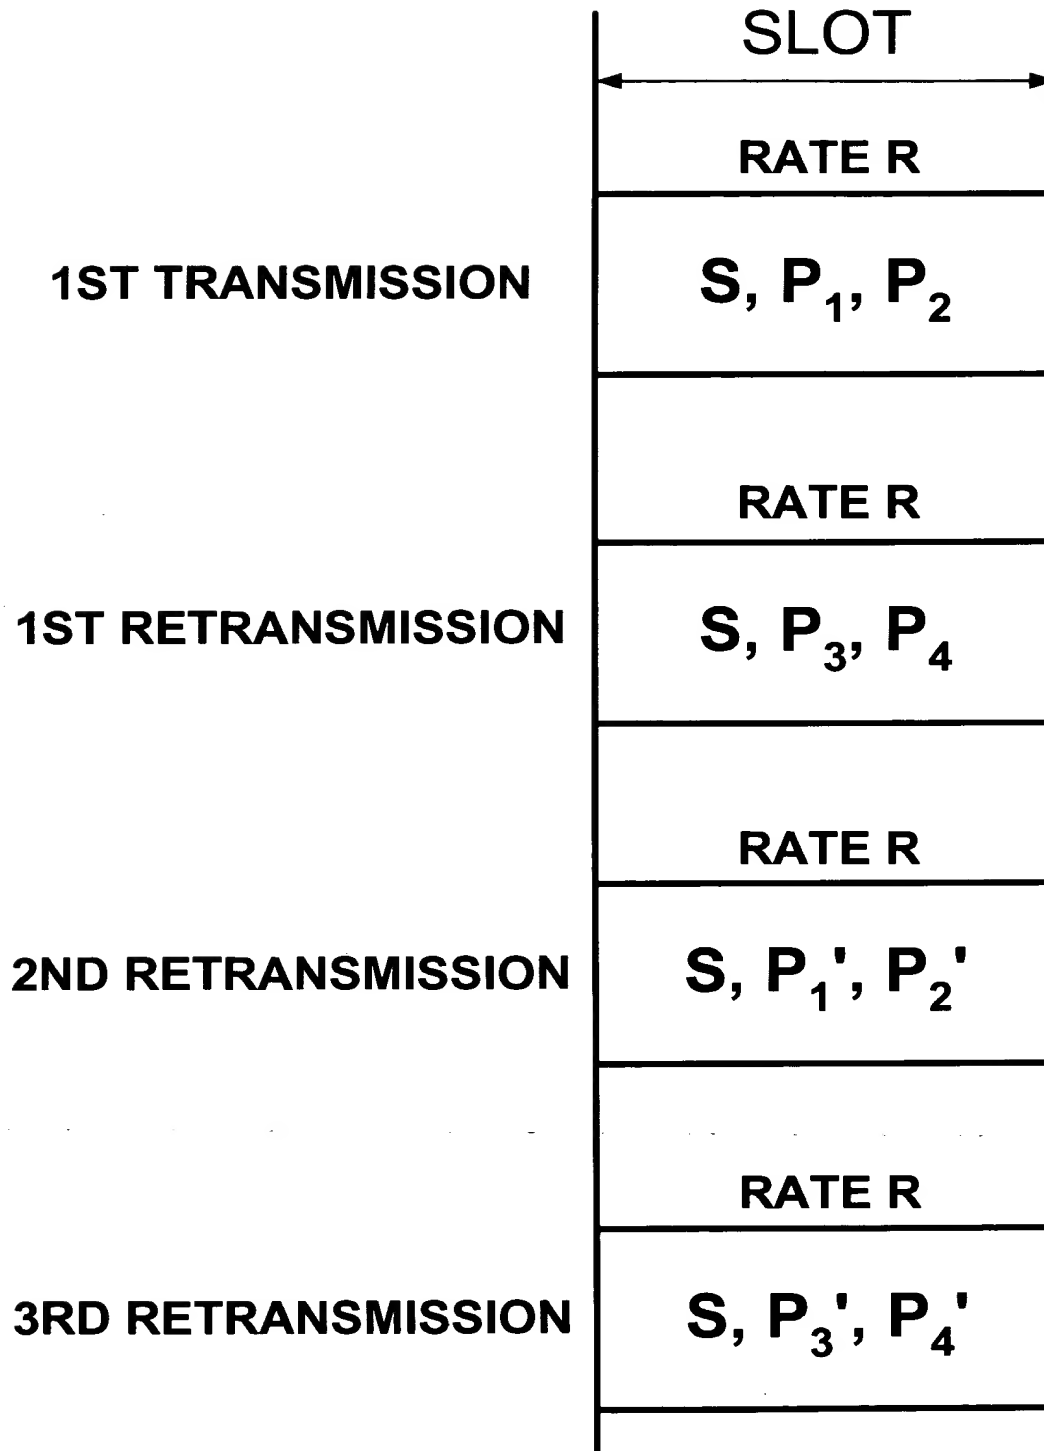 SLOT
RATE R
1ST TRANSMISSION
S, P₁, P₂
RATE R
1ST RETRANSMISSION
S, P₃, P₄
RATE R
2ND RETRANSMISSION
S, P₁', P₂'
RATE R
3RD RETRANSMISSION
S, P₃', P₄'